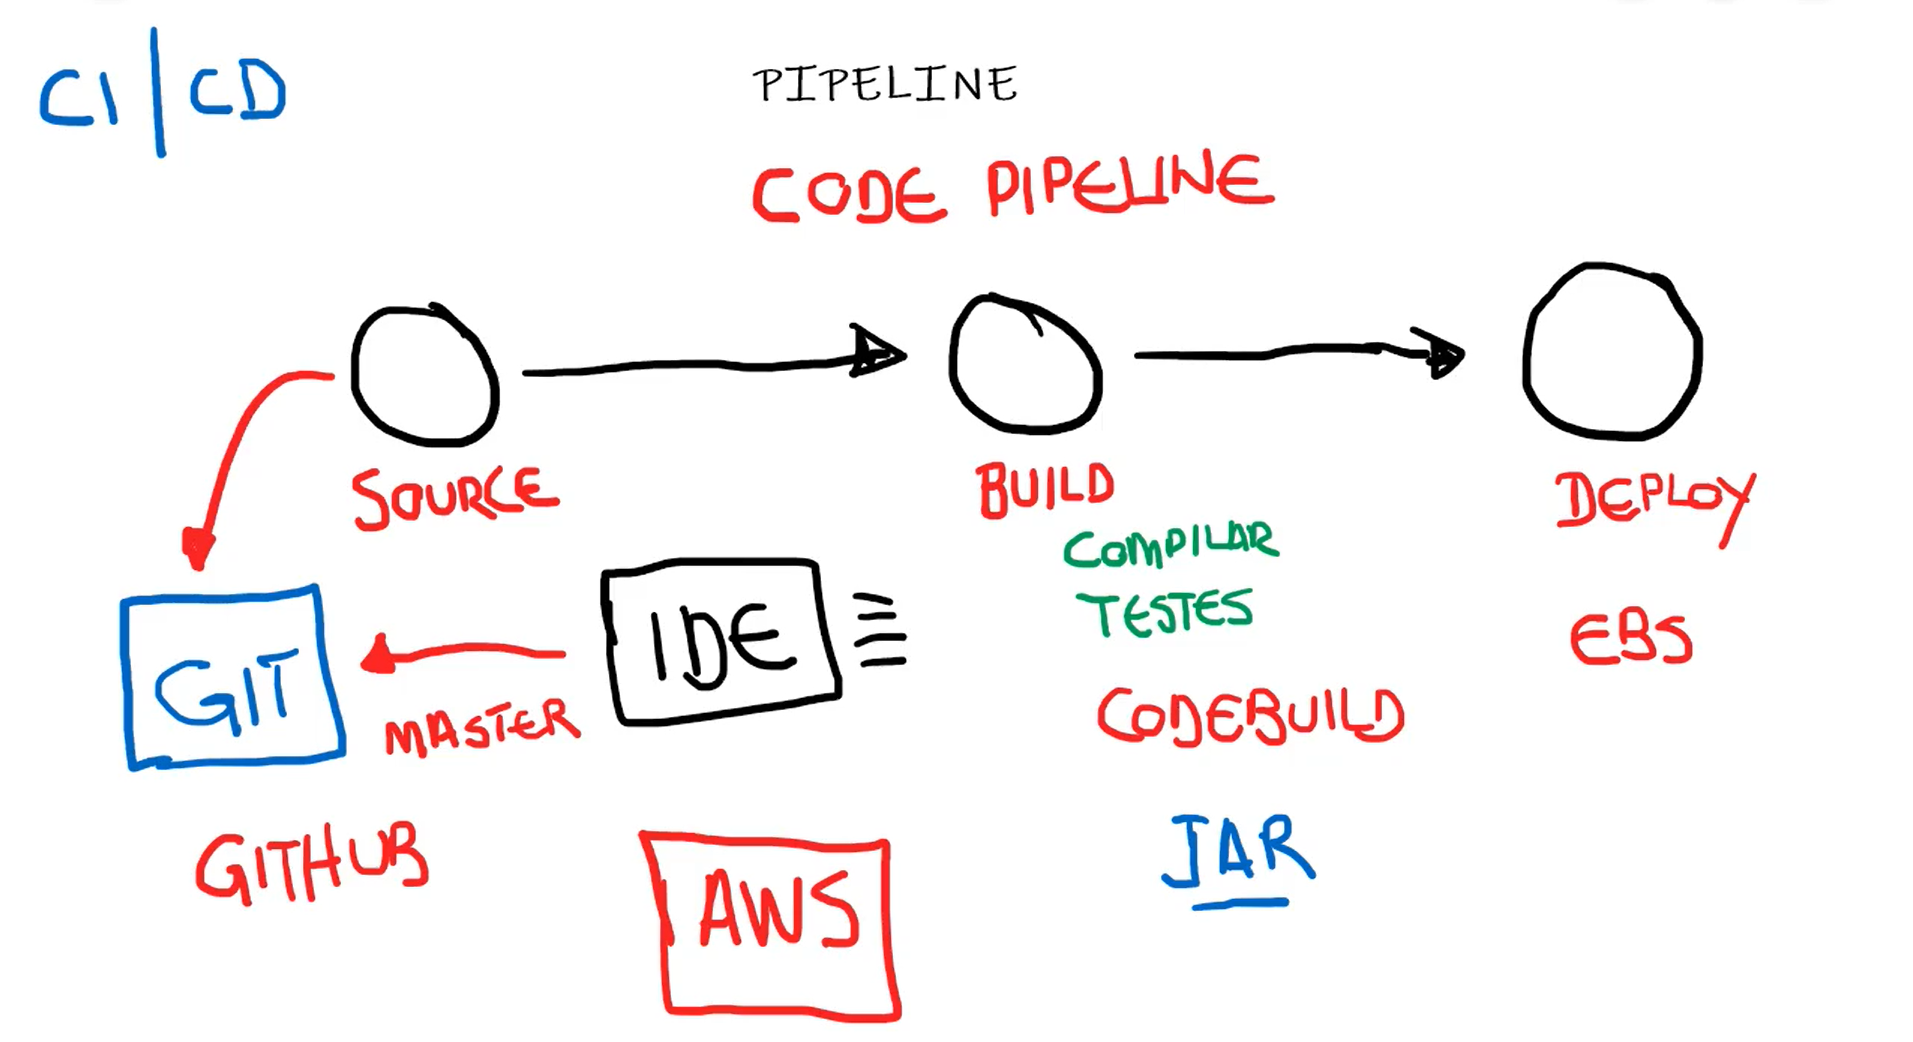 CI|CD
PIPELINE
CODE PIPELINE
SOURCE
BUILD
DEPLOY
COMPILAR
TESTES
GIT
MASTER
IDE
EBS
CODEBUILD
GITHUB
AWS
JAR